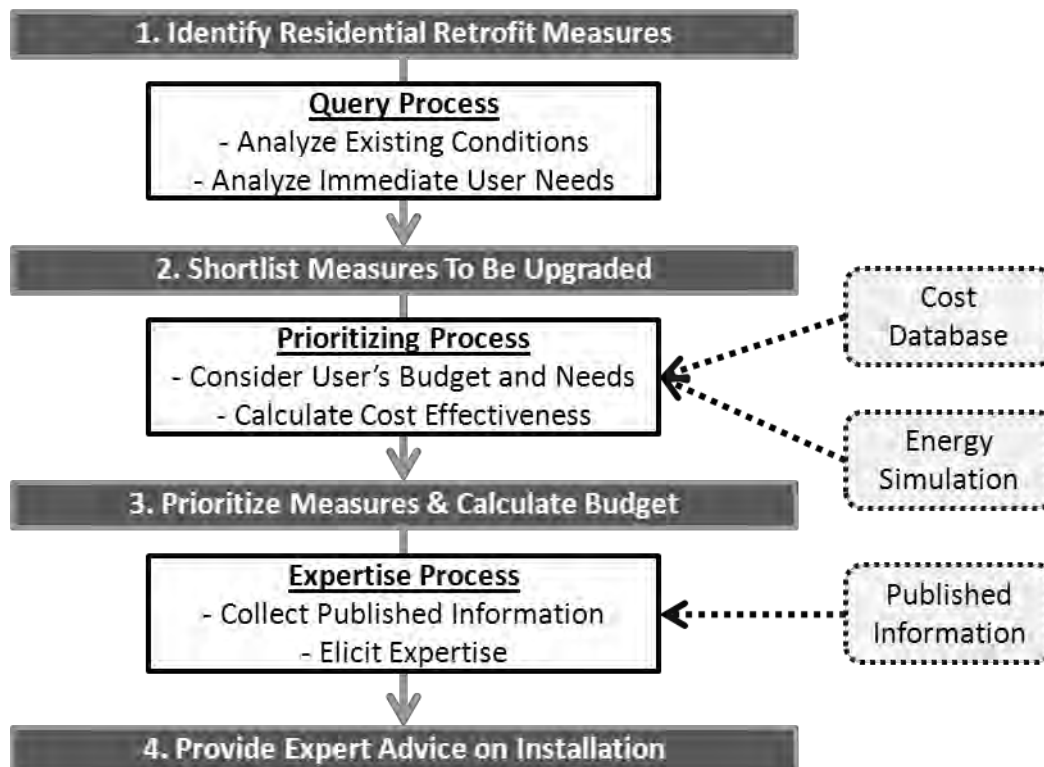 1. Identify Residential Retrofit Measures
Query Process
- Analyze Existing Conditions
- Analyze Immediate User Needs
2. Shortlist Measures To Be Upgraded
Prioritizing Process
- Consider User's Budget and Needs
- Calculate Cost Effectiveness
Cost
Database
Energy
Simulation
3. Prioritize Measures & Calculate Budget
Expertise Process
- Collect Published Information
- Elicit Expertise
Published
Information
4. Provide Expert Advice on Installation